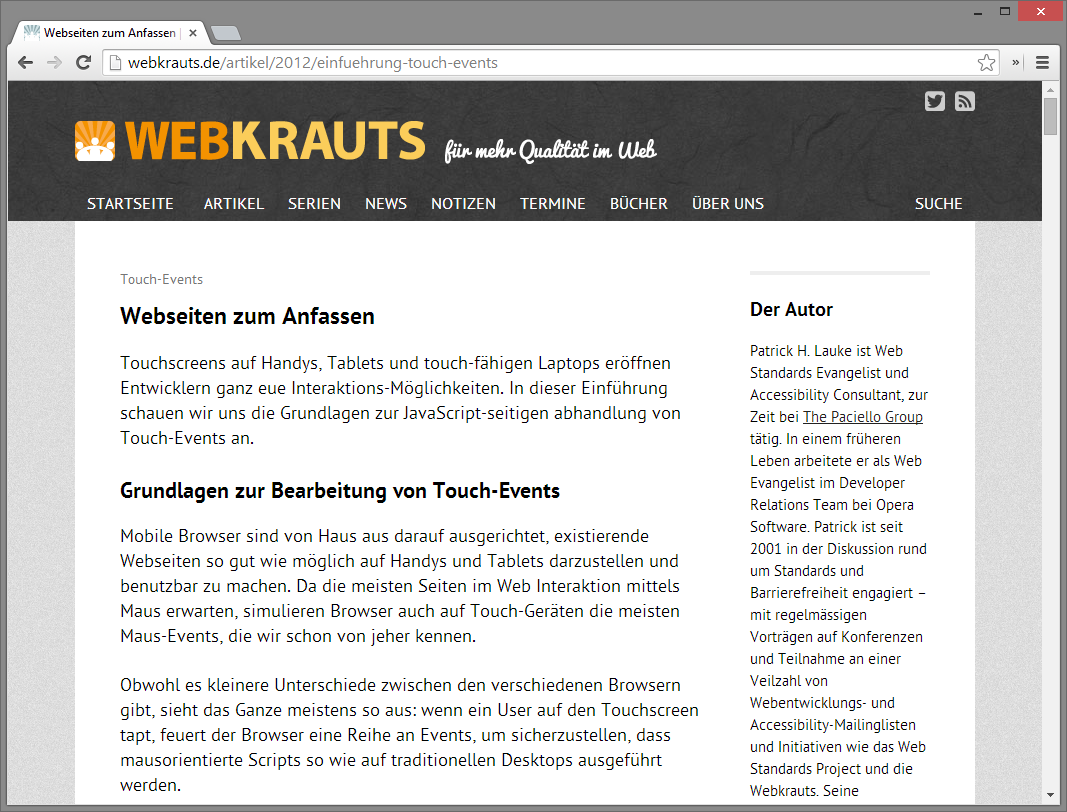 Webseiten zum Anfassen
webkrauts.de/artikel/2012/einfuehrung-touch-events
WEBKRAUTS für mehr Qualität im Web
STARTSEITE ARTIKEL SERIEN NEWS NOTIZEN TERMINE BÜCHER ÜBER UNS SUCHE
Touch-Events
Webseiten zum Anfassen
Touchscreens auf Handys, Tablets und touch-fähigen Laptops eröffnen
Entwicklern ganz eue Interaktions-Möglichkeiten. In dieser Einführung
schauen wir uns die Grundlagen zur JavaScript-seitigen abhandlung von
Touch-Events an.
Grundlagen zur Bearbeitung von Touch-Events
Mobile Browser sind von Haus aus darauf ausgerichtet, existierende
Webseiten so gut wie möglich auf Handys und Tablets darzustellen und
benutzbar zu machen. Da die meisten Seiten im Web Interaktion mittels
Maus erwarten, simulieren Browser auch auf Touch-Geräten die meisten
Maus-Events, die wir schon von jeher kennen.
Obwohl es kleinere Unterschiede zwischen den verschiedenen Browsern
gibt, sieht das Ganze meistens so aus: wenn ein User auf den Touchscreen
tapt, feuert der Browser eine Reihe an Events, um sicherzustellen, dass
mausorientierte Scripts so wie auf traditionellen Desktops ausgeführt
werden.
Der Autor
Patrick H. Lauke ist Web
Standards Evangelist und
Accessibility Consultant, zur
Zeit bei The Paciello Group
tätig. In einem früheren
Leben arbeitete er als Web
Evangelist im Developer
Relations Team bei Opera
Software. Patrick ist seit
2001 in der Diskussion rund
um Standards und
Barrierefreiheit engagiert –
mit regelmässigen
Vorträgen auf Konferenzen
und Teilnahme an einer
Veilzahl von
Webentwicklungs- und
Accessibility-Mailinglisten
und Initiativen wie das Web
Standards Project und die
Webkrauts. Seine